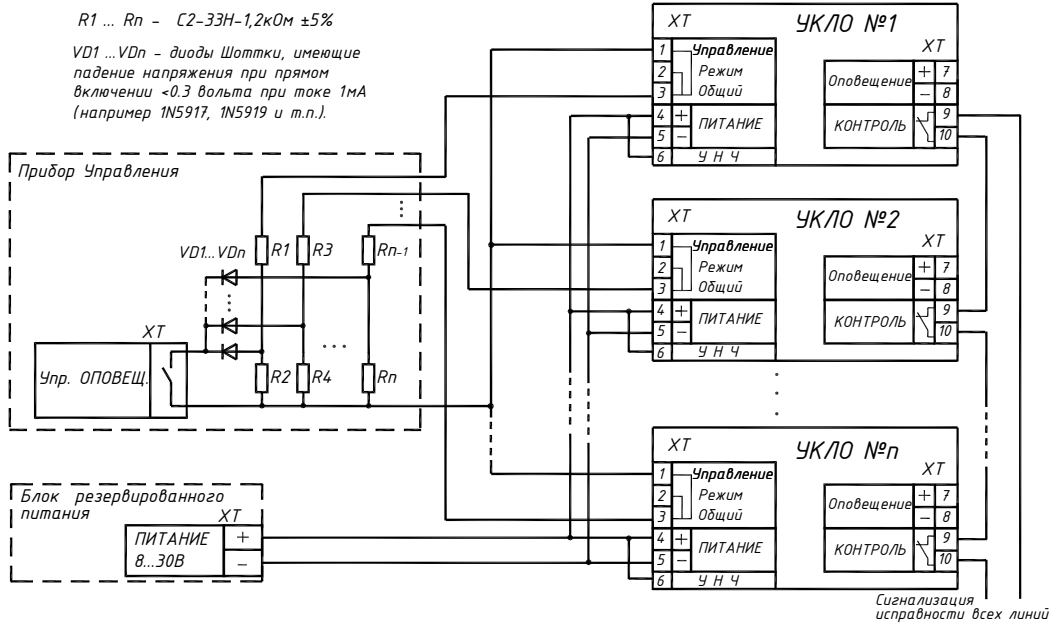 R1 ... Rn - С2-33Н-1,2кОм ±5%
VD1 ...VDn - диоды Шоттки, имеющие
падение напряжения при прямом
включении <0.3 вольта при токе 1мА
(например 1N5917, 1N5919 и т.п.).
Прибор Управления
VD1...VDn
R1
R3
Rn-1
...
...
...
R2
R4
Rn
XT
Упр. ОПОВЕЩ.
Блок резервированного
питания
XT
ПИТАНИЕ
8...30В
+
-
XT
УКЛО №1
XT
1
Управление
2
Режим
3
Общий
4
+
ПИТАНИЕ
5
-
6
У Н Ч
Оповещение
+
7
-
8
КОНТРОЛЬ
9
10
XT
УКЛО №2
XT
1
Управление
2
Режим
3
Общий
4
+
ПИТАНИЕ
5
-
6
У Н Ч
Оповещение
+
7
-
8
КОНТРОЛЬ
9
10
...
XT
УКЛО №n
XT
1
Управление
2
Режим
3
Общий
4
+
ПИТАНИЕ
5
-
6
У Н Ч
Оповещение
+
7
-
8
КОНТРОЛЬ
9
10
Сигнализация
исправности всех линий